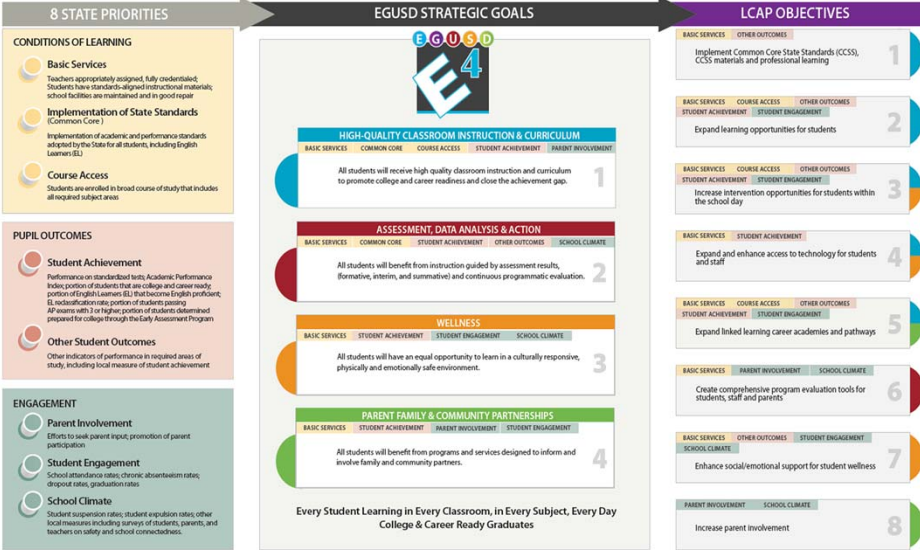 8 STATE PRIORITIES
CONDITIONS OF LEARNING
Basic Services
Teachers appropriately assigned, fully credentialed;
Students have standards-aligned instructional materials;
school facilities are maintained and in good repair
Implementation of State Standards
(Common Core )
Implementation of academic and performance standards
adopted by the State for all students, including English
Learners (EL)
Course Access
Students are enrolled in broad course of study that includes
all required subject areas
PUPIL OUTCOMES
Student Achievement
Performance on standardized tests; Academic Performance
Index; portion of students that are college and career ready;
portion of English Learners (EL) that become English proficient;
EL redassification rate; portion of students passing
AP exams with 3 or higher; portion of students determined
prepared for college through the Early Assessment Program
Other Student Outcomes
Other indicators of performance in required areas of
study, including local measure of student achievement
ENGAGEMENT
Parent Involvement
Efforts to seek parent input; promotion of parent
participation
Student Engagement
School attendance rates; chronic absenteeism rates;
dropout rates, graduation rates
School Climate
Student suspension rates; student expulsion rates; other
local measures including surveys of students, parents, and
teachers on safety and school connectedness.
EGUSD STRATEGIC GOALS
EGUSD
E4
HIGH-QUALITY CLASSROOM INSTRUCTION & CURRICULUM
BASIC SERVICES COMMON CORE COURSE ACCESS STUDENT ACHIEVEMENT PARENT INVOLVEMENT
All students will receive high quality classroom instruction and curriculum
to promote college and career readiness and close the achievement gap.
1
ASSESSMENT, DATA ANALYSIS & ACTION
BASIC SERVICES COMMON CORE STUDENT ACHIEVEMENT OTHER OUTCOMES SCHOOL CLIMATE
All students will benefit from instruction guided by assessment results,
(formative, interim, and summative) and continuous programmatic evaluation.
2
WELLNESS
BASIC SERVICES STUDENT ACHIEVEMENT STUDENT ENGAGEMENT SCHOOL CLIMATE
All students will have an equal opportunity to learn in a culturally responsive,
physically and emotionally safe environment.
3
PARENT FAMILY & COMMUNITY PARTNERSHIPS
BASIC SERVICES STUDENT ACHIEVEMENT PARENT INVOLVEMENT STUDENT ENGAGEMENT
All students will benefit from programs and services designed to inform and
involve family and community partners.
4
Every Student Learning in Every Classroom, in Every Subject, Every Day
College & Career Ready Graduates
LCAP OBJECTIVES
BASIC SERVICES OTHER OUTCOMES
Implement Common Core State Standards (CCSS),
CCSS materials and professional learning
1
BASIC SERVICES COURSE ACCESS OTHER OUTCOMES
STUDENT ACHIEVEMENT STUDENT ENGAGEMENT
Expand learning opportunities for students
2
BASIC SERVICES COURSE ACCESS OTHER OUTCOMES
STUDENT ACHIEVEMENT STUDENT ENGAGEMENT
Increase intervention opportunities for students within
the school day
3
BASIC SERVICES STUDENT ACHIEVEMENT
Expand and enhance access to technology for students
and staff
4
BASIC SERVICES COURSE ACCESS OTHER OUTCOMES
STUDENT ACHIEVEMENT STUDENT ENGAGEMENT
Expand linked learning career academies and pathways
5
BASIC SERVICES PARENT INVOLVEMENT SCHOOL CLIMATE
Create comprehensive program evaluation tools for
students, staff and parents
6
BASIC SERVICES OTHER OUTCOMES STUDENT ENGAGEMENT
SCHOOL CLIMATE
Enhance social/emotional support for student wellness
7
PARENT INVOLVEMENT SCHOOL CLIMATE
Increase parent involvement
8